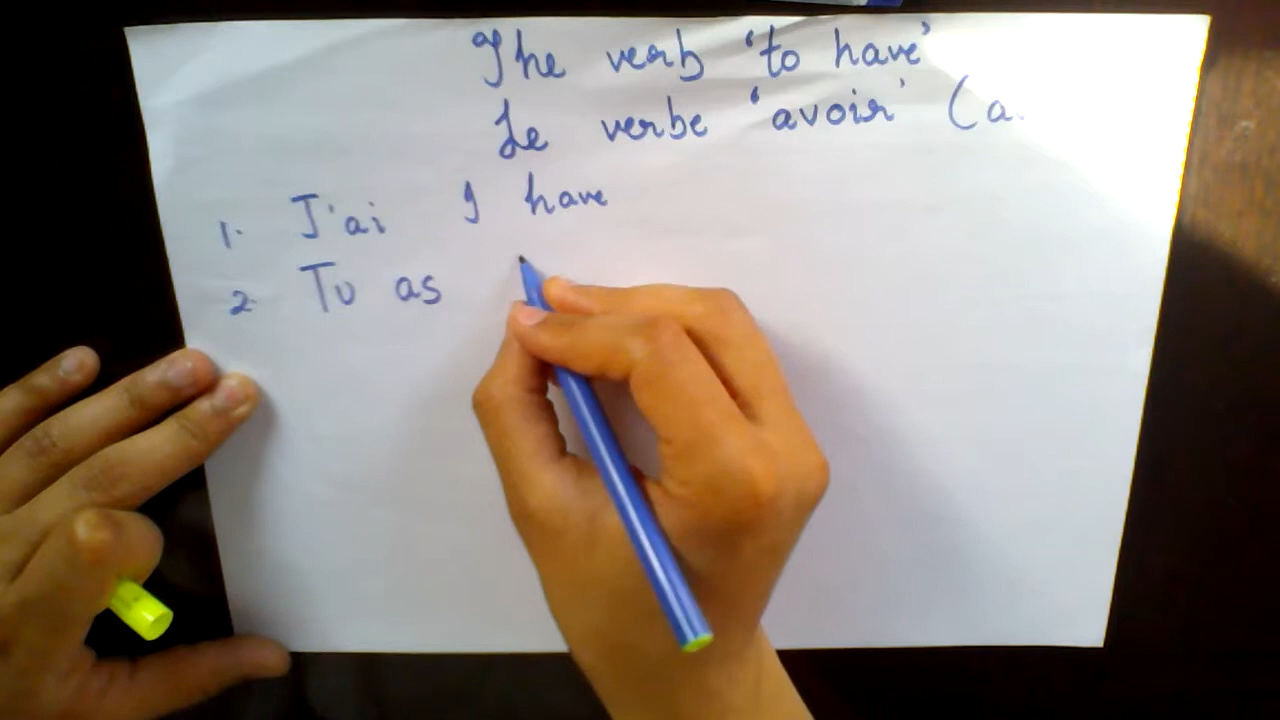 The verb 'to have'
Le verbe 'avoir' (a
1. J'ai I have
2. Tu as